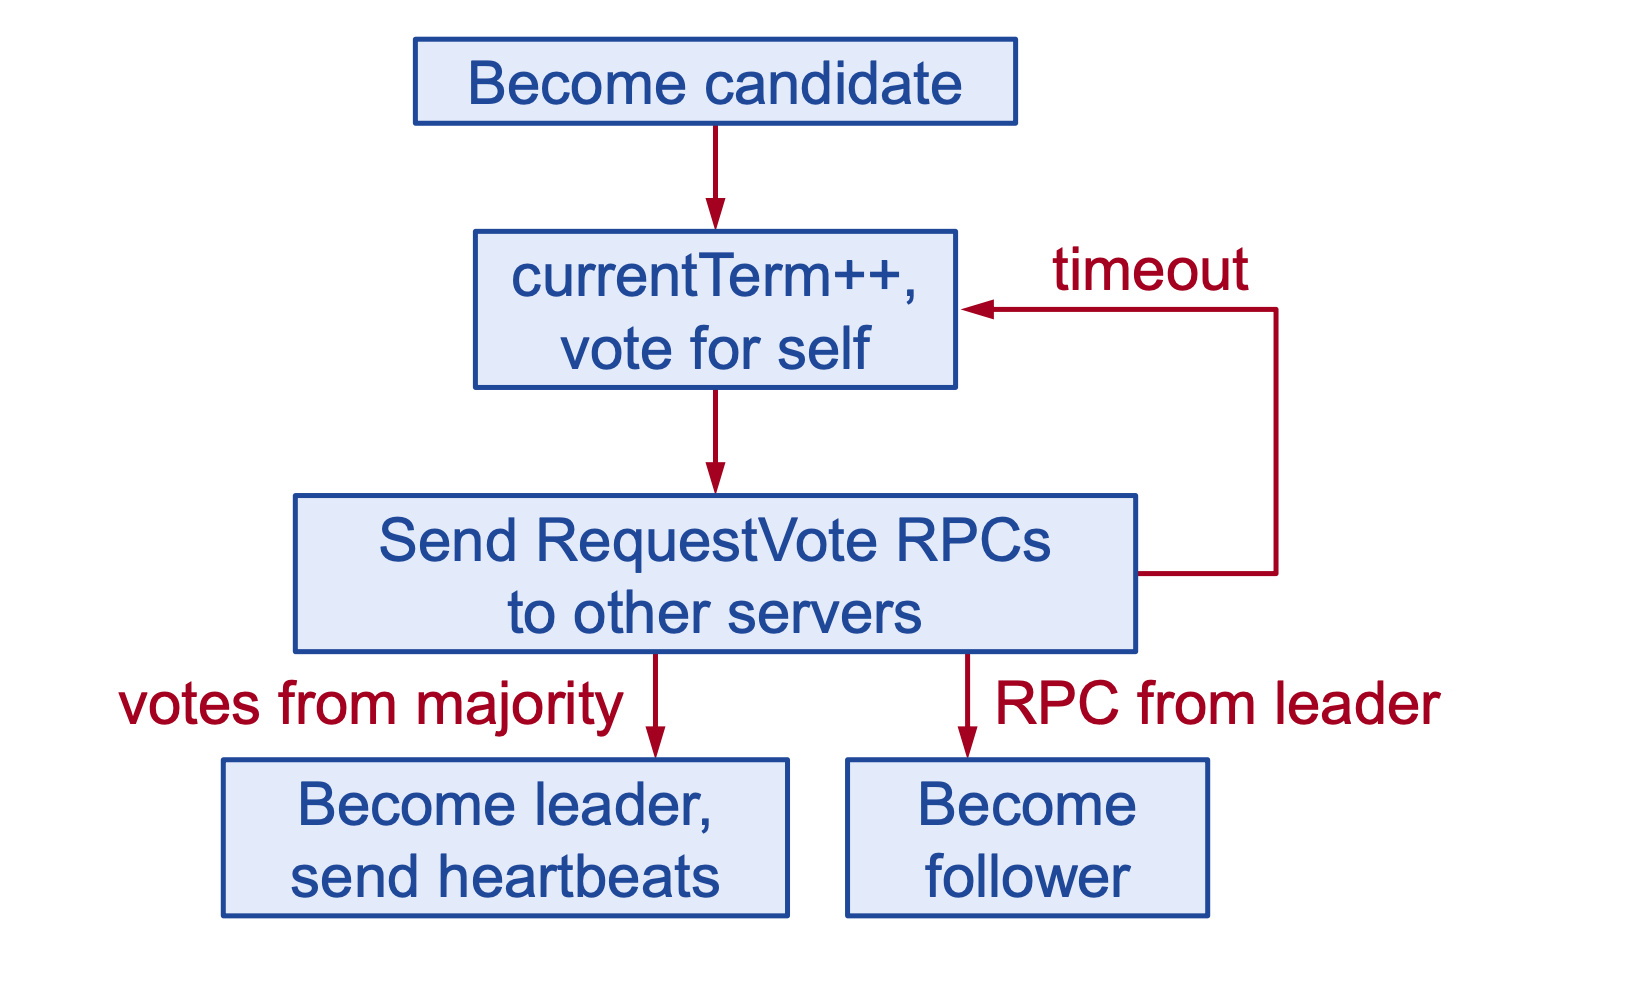 Become candidate
currentTerm++,
vote for self
timeout
Send RequestVote RPCs
to other servers
votes from majority
RPC from leader
Become leader,
send heartbeats
Become
follower